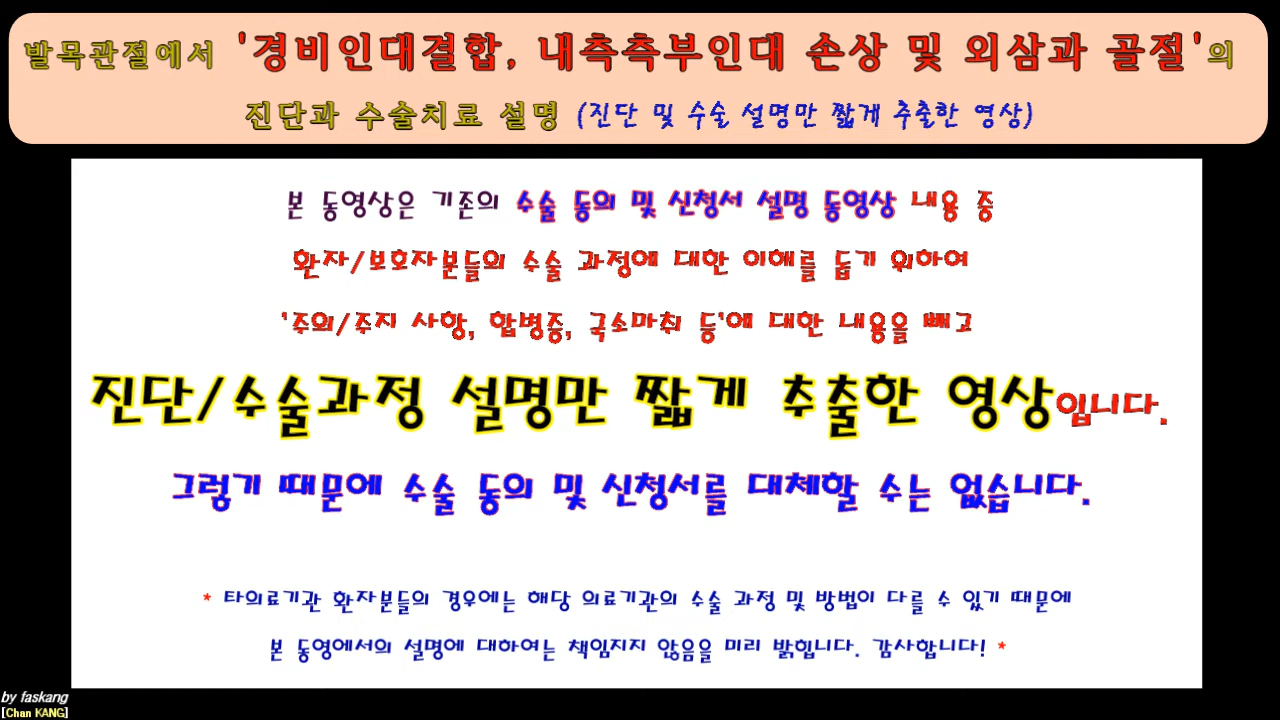 발목관절에서 '경비인대결합, 내측측부인대 손상 및 외삼과 골절'의
진단과 수술치료 설명 (진단 및 수술 설명만 짧게 추출한 영상)
본 동영상은 기존의 수술 동의 및 신청서 설명 동영상 내용 중
환자/보호자분들의 수술 과정에 대한 이해를 돕기 위하여
'주의/주지 사항, 합병증, 국소마취 등'에 대한 내용을 빼고
진단/수술과정 설명만 짧게 추출한 영상입니다.
그렇기 때문에 수술 동의 및 신청서를 대체할 수는 없습니다.
* 타의료기관 환자분들의 경우에는 해당 의료기관의 수술 과정 및 방법이 다를 수 있기 때문에
본 동영에서의 설명에 대하여는 책임지지 않음을 미리 밝힙니다. 감사합니다! *
by faskang
[Chan KANG]